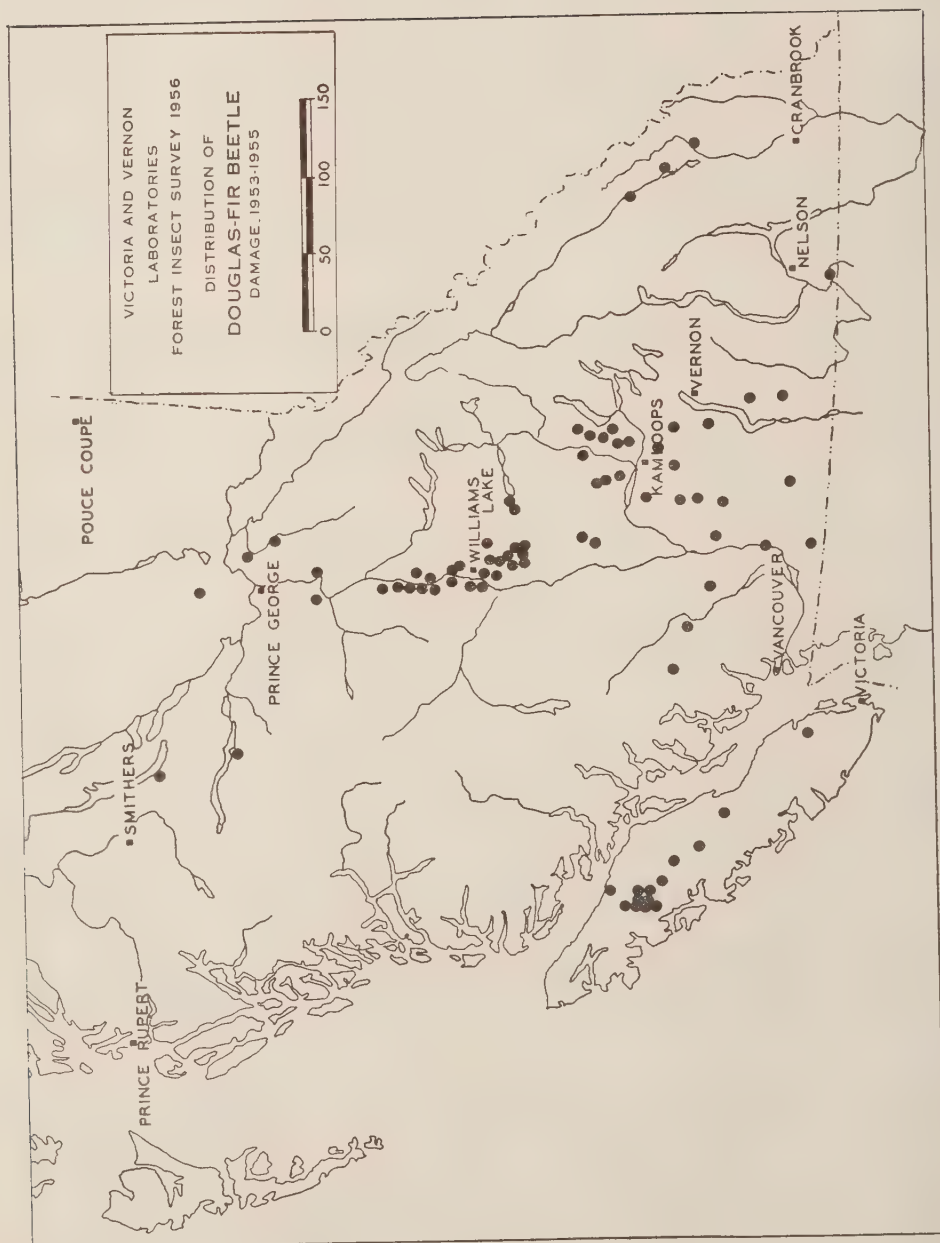 VICTORIA AND VERNON
LABORATORIES
FOREST INSECT SURVEY 1956
DISTRIBUTION OF
DOUGLAS-FIR BEETLE
DAMAGE. 1953-1955
0 50 100 150
POUCE COUPÉ
SMITHERS
PRINCE RUPERT
PRINCE GEORGE
WILLIAMS
LAKE
KAMLOOPS
VERNON
NELSON
CRANBROOK
VANCOUVER
VICTORIA